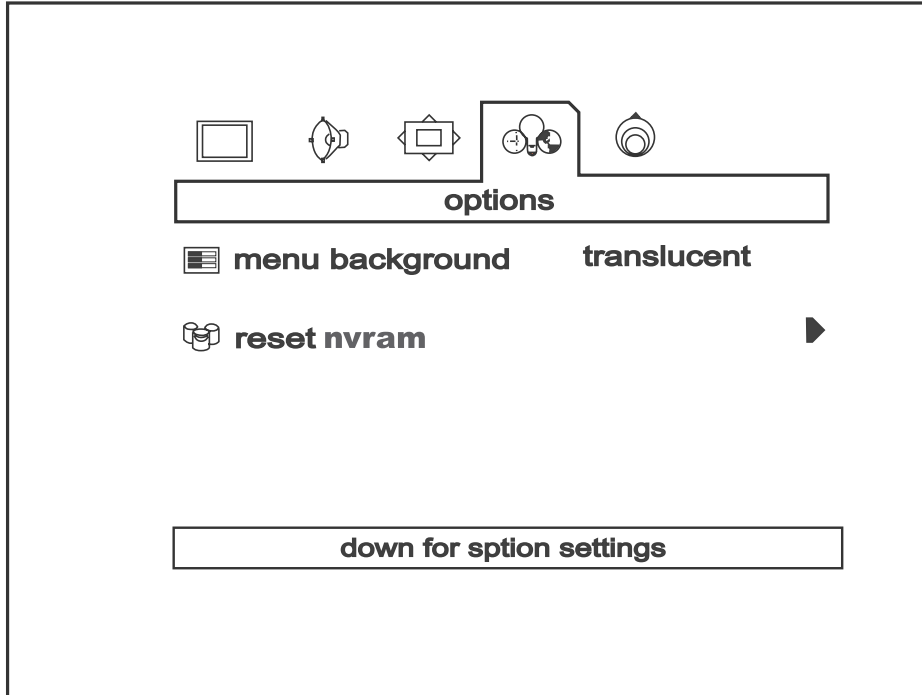 options
menu background translucent
reset nvram
down for sption settings